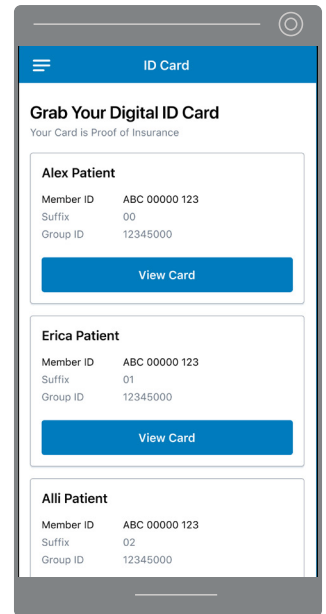 ID Card
Grab Your Digital ID Card
Your Card is Proof of Insurance
Alex Patient
Member ID ABC 00000 123
Suffix 00
Group ID 12345000
View Card
Erica Patient
Member ID ABC 00000 123
Suffix 01
Group ID 12345000
View Card
Alli Patient
Member ID ABC 00000 123
Suffix 02
Group ID 12345000